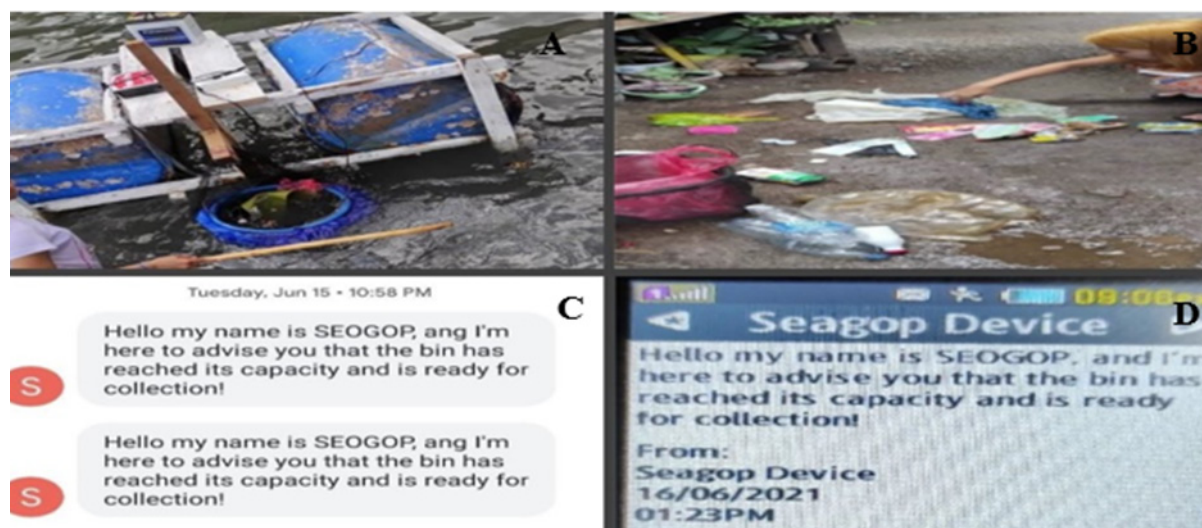 A
B
Tuesday, Jun 15 • 10:58 PM
C
Hello my name is SEOGOP, ang I'm
here to advise you that the bin has
reached its capacity and is ready for
collection!
S
Hello my name is SEOGOP, ang I'm
here to advise you that the bin has
reached its capacity and is ready for
collection!
S
D
Seagop Device
Hello my name is SEOGOP, and I'm
here to advise you that the bin has
reached its capacity and is ready
for collection!
From:
Seagop Device
16/06/2021
01:23PM